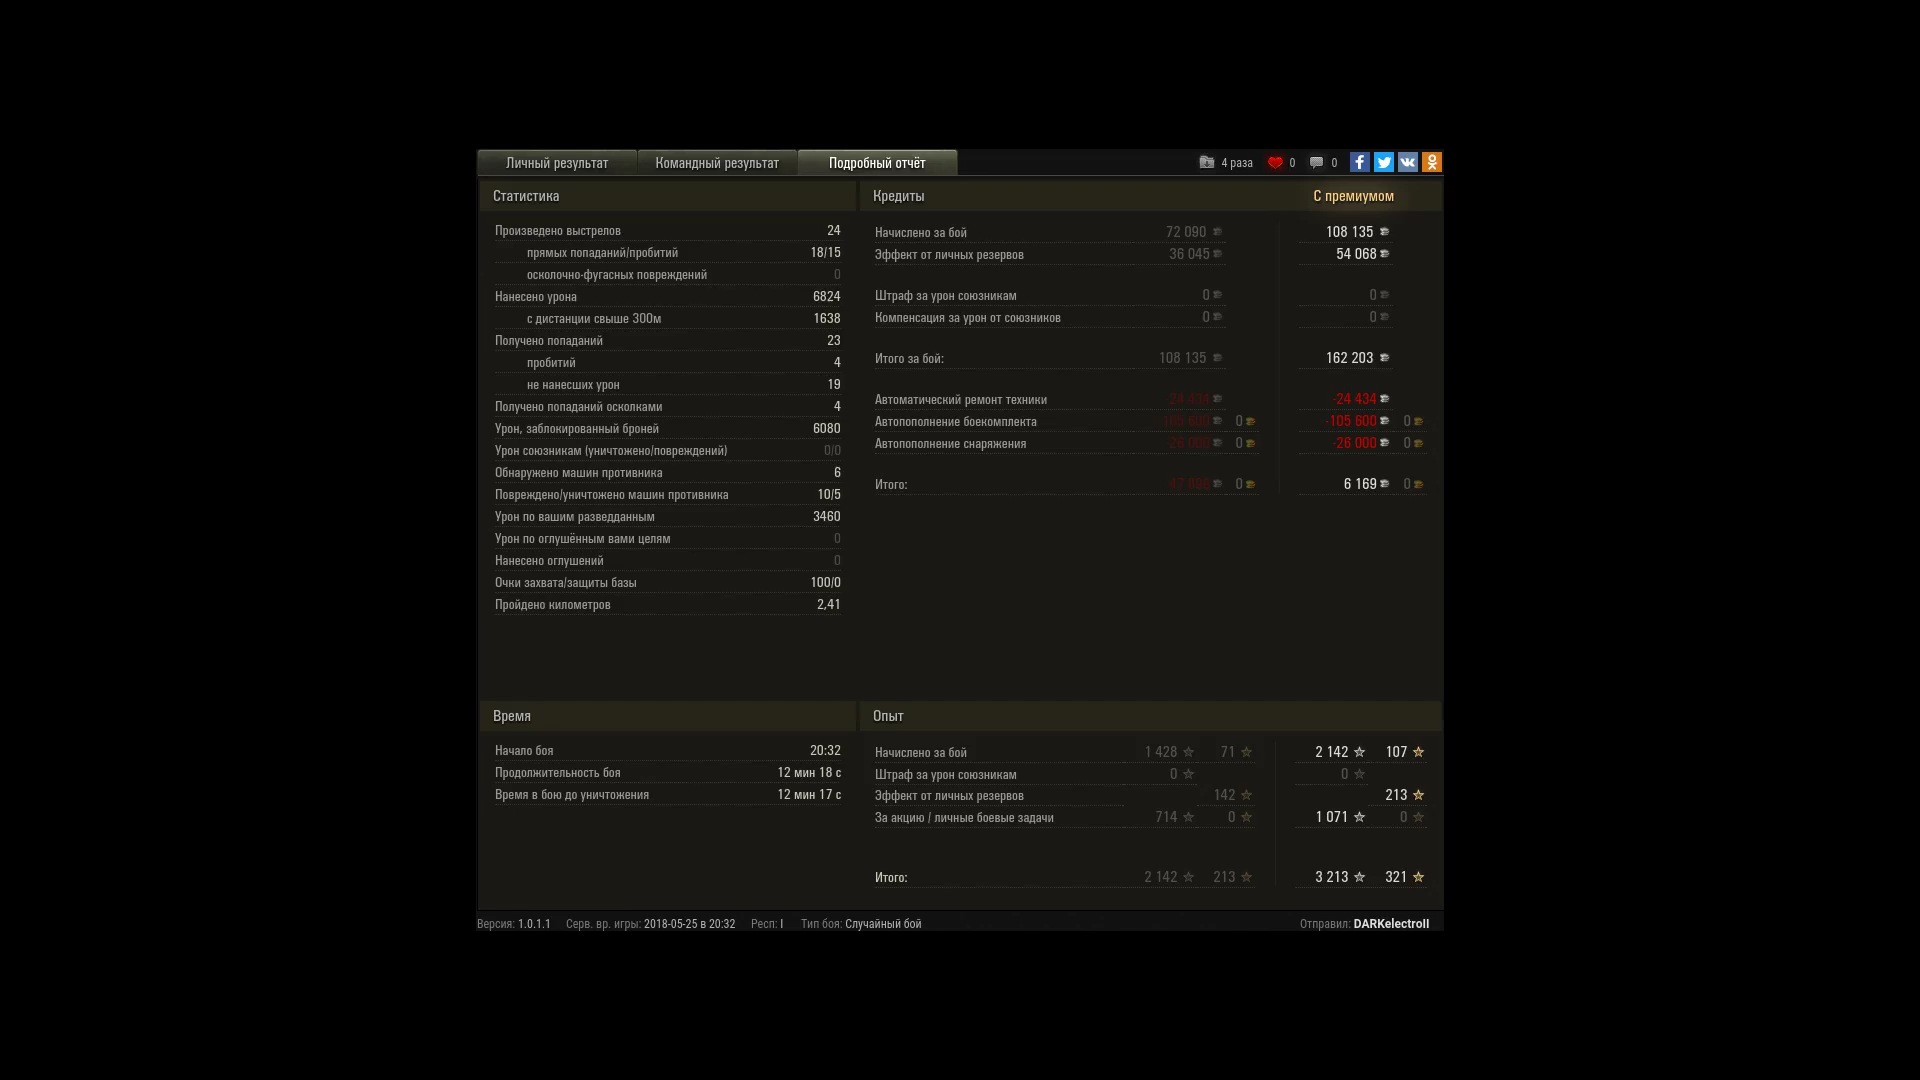 Личный результат Командный результат Подробный отчёт 4 раза 0 0
Статистика
Произведено выстрелов 24
прямых попаданий/пробитий 18/15
осколочно-фугасных повреждений 0
Нанесено урона 6824
с дистанции свыше 300м 1638
Получено попаданий 23
пробитий 4
не нанесших урон 19
Получено попаданий осколками 4
Урон, заблокированный броней 6080
Урон союзникам (уничтожено/повреждений) 0/0
Обнаружено машин противника 6
Повреждено/уничтожено машин противника 10/5
Урон по вашим разведданным 3460
Урон по оглушённым вами целям 0
Нанесено оглушений 0
Очки захвата/защиты базы 100/0
Пройдено километров 2,41
Кредиты С премиумом
Начислено за бой 72 090 108 135
Эффект от личных резервов 36 045 54 068
Штраф за урон союзникам 0 0
Компенсация за урон от союзников 0 0
Итого за бой: 108 135 162 203
Автоматический ремонт техники -24 434 -24 434
Автопополнение боекомплекта -105 600 0 -105 600 0
Автопополнение снаряжения -26 000 0 -26 000 0
Итого: 0 6 169 0
Время
Начало боя 20:32
Продолжительность боя 12 мин 18 с
Время в бою до уничтожения 12 мин 17 с
Опыт
Начислено за бой 1 428 71 2 142 107
Штраф за урон союзникам 0 0
Эффект от личных резервов 142 213
За акцию / личные боевые задачи 714 0 1 071 0
Итого: 2 142 213 3 213 321
Версия: 1.0.1.1 Серв. вр. игры: 2018-05-25 в 20:32 Респ: I Тип боя: Случайный бой Отправил: DARKelectroII